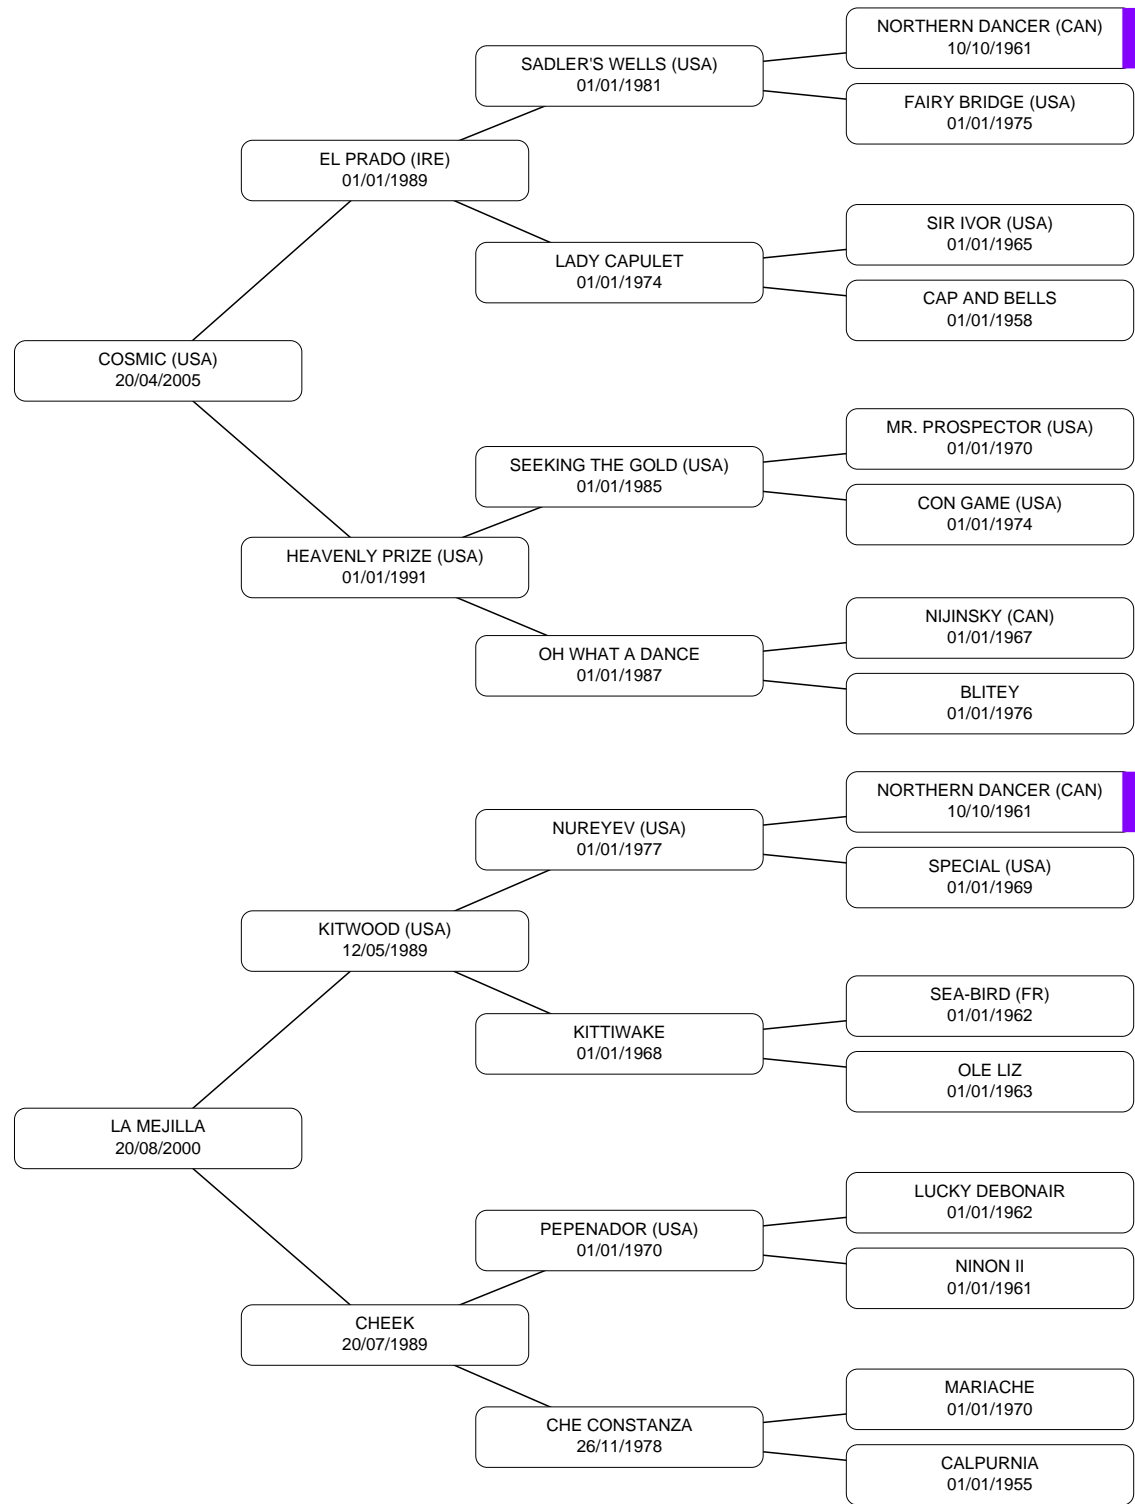 NORTHERN DANCER (CAN)
10/10/1961
SADLER'S WELLS (USA)
01/01/1981
FAIRY BRIDGE (USA)
01/01/1975
EL PRADO (IRE)
01/01/1989
SIR IVOR (USA)
01/01/1965
LADY CAPULET
01/01/1974
CAP AND BELLS
01/01/1958
COSMIC (USA)
20/04/2005
MR. PROSPECTOR (USA)
01/01/1970
SEEKING THE GOLD (USA)
01/01/1985
CON GAME (USA)
01/01/1974
HEAVENLY PRIZE (USA)
01/01/1991
NIJINSKY (CAN)
01/01/1967
OH WHAT A DANCE
01/01/1987
BLITEY
01/01/1976
NORTHERN DANCER (CAN)
10/10/1961
NUREYEV (USA)
01/01/1977
SPECIAL (USA)
01/01/1969
KITWOOD (USA)
12/05/1989
SEA-BIRD (FR)
01/01/1962
KITTIWAKE
01/01/1968
OLE LIZ
01/01/1963
LA MEJILLA
20/08/2000
LUCKY DEBONAIR
01/01/1962
PEPENADOR (USA)
01/01/1970
NINON II
01/01/1961
CHEEK
20/07/1989
MARIACHE
01/01/1970
CHE CONSTANZA
26/11/1978
CALPURNIA
01/01/1955